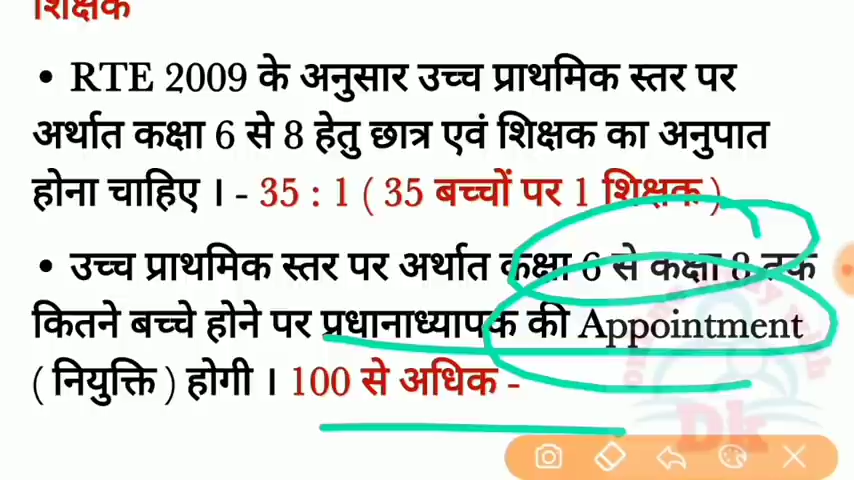 शिक्षक
• RTE 2009 के अनुसार उच्च प्राथमिक स्तर पर
अर्थात कक्षा 6 से 8 हेतु छात्र एवं शिक्षक का अनुपात
होना चाहिए । - 35 : 1 ( 35 बच्चों पर 1 शिक्षक )
• उच्च प्राथमिक स्तर पर अर्थात कक्षा 6 से कक्षा 8 तक
कितने बच्चे होने पर प्रधानाध्यापक की Appointment
( नियुक्ति ) होगी । 100 से अधिक -
Dk